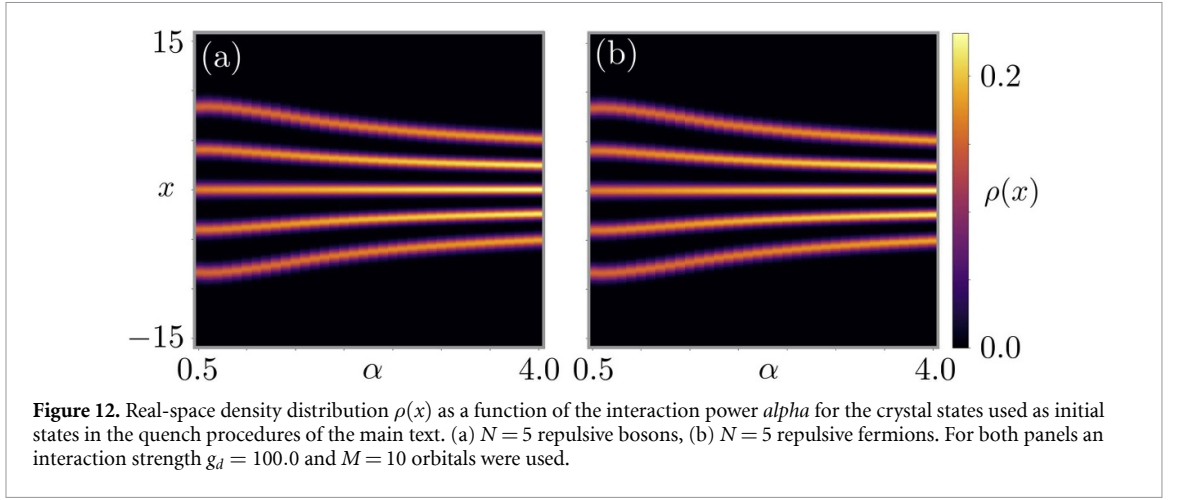 15
(a)
(b)
0.2
x
ρ(x)
−15
0.0
0.5
α
4.0
0.5
α
4.0
Figure 12. Real-space density distribution ρ(x) as a function of the interaction power alpha for the crystal states used as initial
states in the quench procedures of the main text. (a) N = 5 repulsive bosons, (b) N = 5 repulsive fermions. For both panels an
interaction strength g_d = 100.0 and M = 10 orbitals were used.